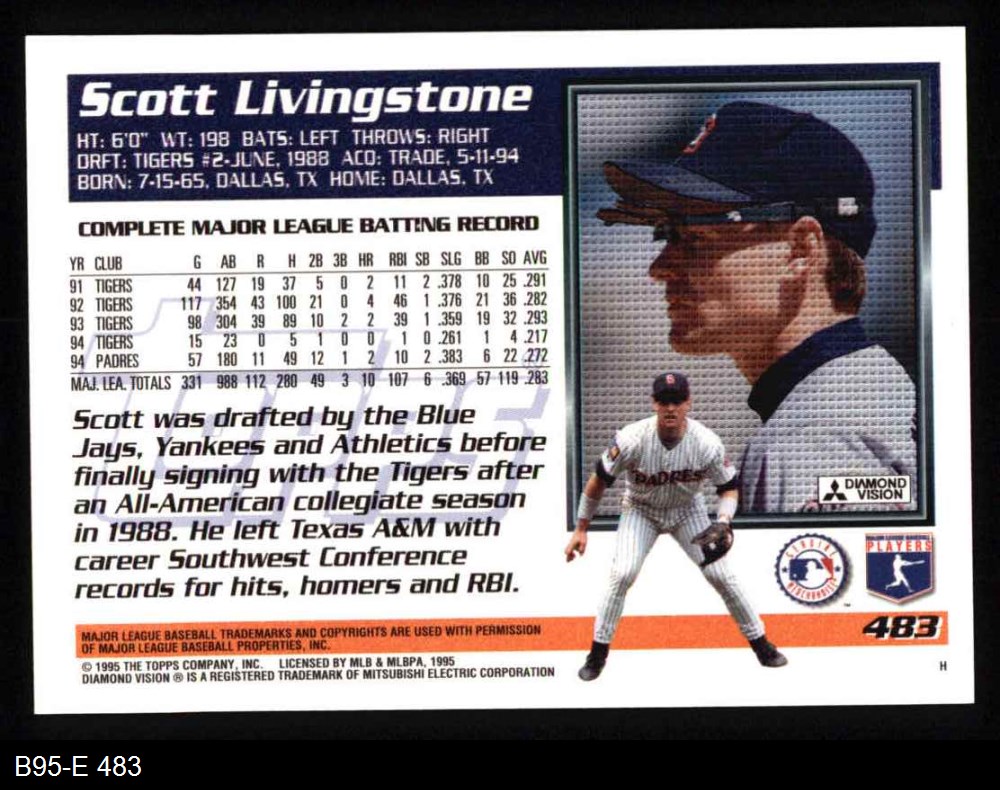 Scott Livingstone
HT: 6'0" WT: 198 BATS: LEFT THROWS: RIGHT
DRFT: TIGERS #2-JUNE, 1988 ACQ: TRADE, 5-11-94
BORN: 7-15-65, DALLAS, TX HOME: DALLAS, TX
COMPLETE MAJOR LEAGUE BATTING RECORD
YR CLUB G AB R H 2B 3B HR RBI SB SLG BB SO AVG
91 TIGERS 44 127 19 37 5 0 2 11 2 .378 10 25 .291
92 TIGERS 117 354 43 100 21 0 4 46 1 .376 21 36 .282
93 TIGERS 98 304 39 89 10 2 2 39 1 .359 19 32 .293
94 TIGERS 15 23 0 5 1 0 0 1 0 .261 1 4 .217
94 PADRES 57 180 11 49 12 1 2 10 2 .383 6 22 .272
MAJ. LEA. TOTALS 331 988 112 280 49 3 10 107 6 .369 57 119 .283
Topps
Scott was drafted by the Blue
Jays, Yankees and Athletics before
finally signing with the Tigers after
an All-American collegiate season
in 1988. He left Texas A&M with
career Southwest Conference
records for hits, homers and RBI.
DIAMOND
VISION
PADRES
GENUINE
MERCHANDISE
MAJOR LEAGUE BASEBALL
PLAYERS
483
MAJOR LEAGUE BASEBALL TRADEMARKS AND COPYRIGHTS ARE USED WITH PERMISSION
OF MAJOR LEAGUE BASEBALL PROPERTIES, INC.
© 1995 THE TOPPS COMPANY, INC. LICENSED BY MLB & MLBPA, 1995
DIAMOND VISION ® IS A REGISTERED TRADEMARK OF MITSUBISHI ELECTRIC CORPORATION
H
B95-E 483